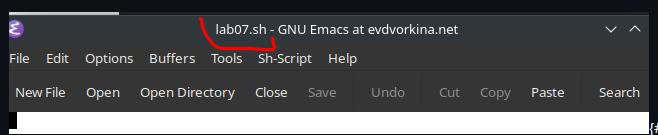 lab07.sh - GNU Emacs at evdvorkina.net
File Edit Options Buffers Tools Sh-Script Help
New File Open Open Directory Close Save Undo Cut Copy Paste Search